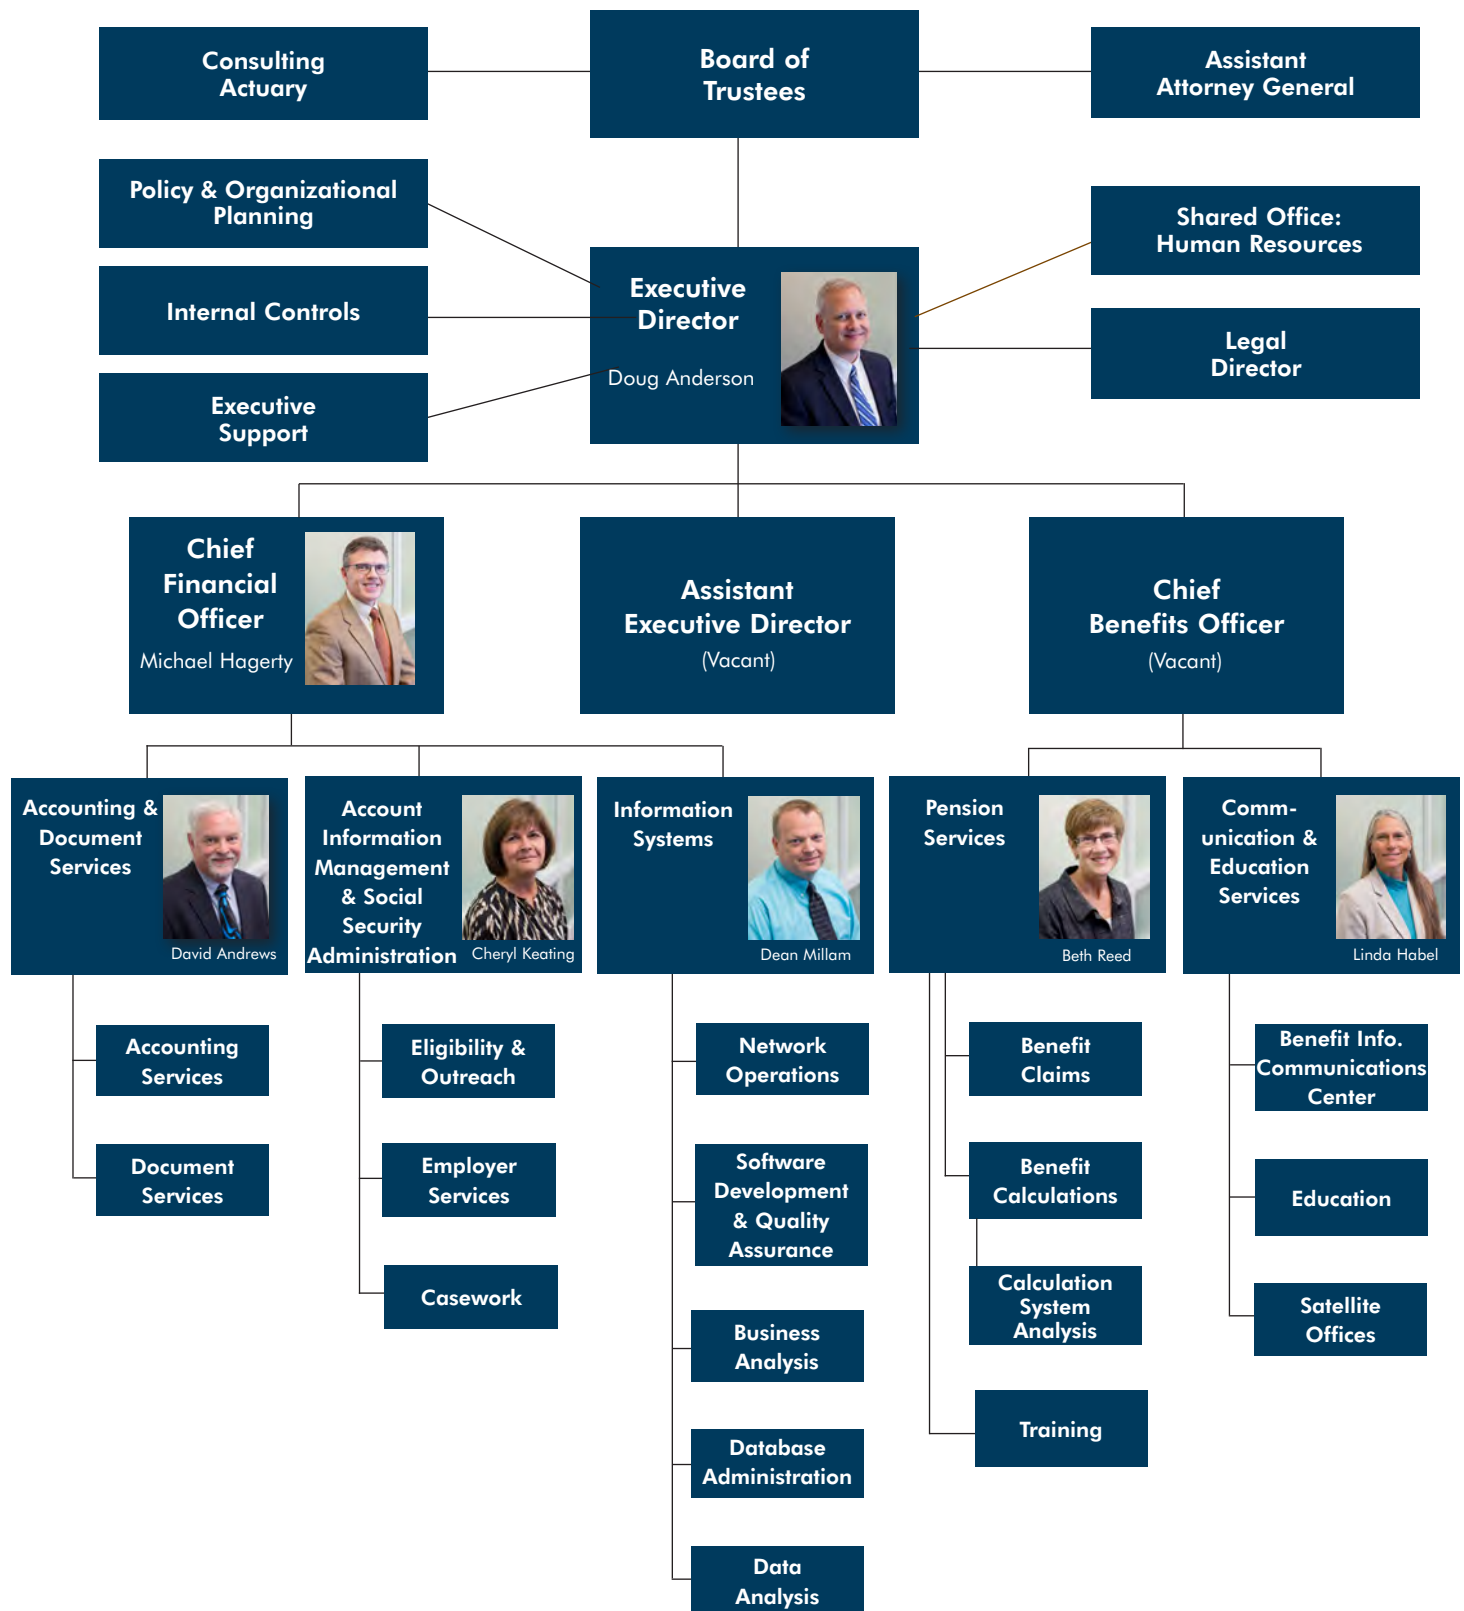 Consulting
Actuary
Board of
Trustees
Assistant
Attorney General
Policy & Organizational
Planning
Shared Office:
Human Resources
Internal Controls
Executive
Director
Doug Anderson
Legal
Director
Executive
Support
Chief
Financial
Officer
Michael Hagerty
Assistant
Executive Director
(Vacant)
Chief
Benefits Officer
(Vacant)
Accounting &
Document
Services
David Andrews
Account
Information
Management
& Social
Security
Administration
Cheryl Keating
Information
Systems
Dean Millam
Pension
Services
Beth Reed
Comm-
unication &
Education
Services
Linda Habel
Accounting
Services
Document
Services
Eligibility &
Outreach
Employer
Services
Casework
Network
Operations
Software
Development
& Quality
Assurance
Business
Analysis
Database
Administration
Data
Analysis
Benefit
Claims
Benefit
Calculations
Calculation
System
Analysis
Training
Benefit Info.
Communications
Center
Education
Satellite
Offices